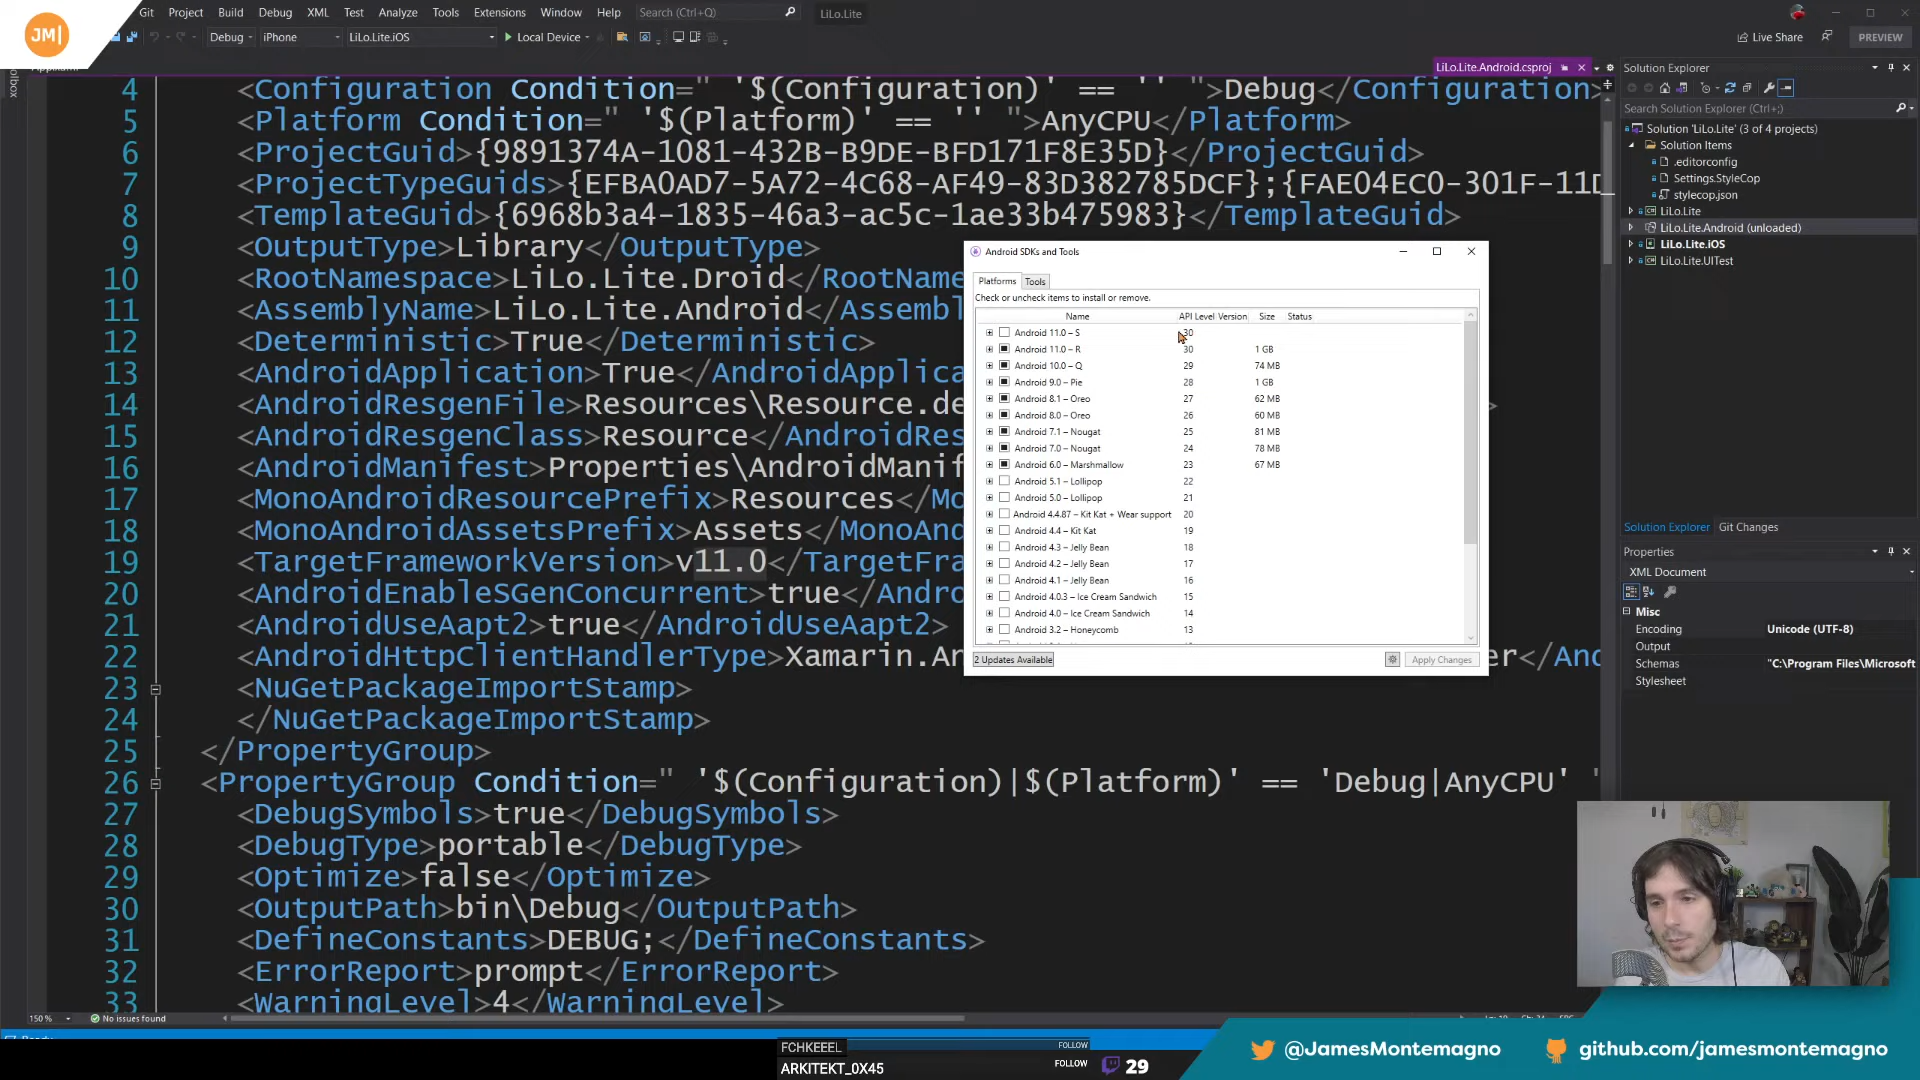 JM|
Git Project Build Debug XML Test Analyze Tools Extensions Window Help Search (Ctrl+Q) LiLo.Lite
Debug iPhone LiLo.Lite.iOS Local Device Live Share PREVIEW
LiLo.Lite.Android.csproj
4 <Configuration Condition=" '$(Configuration)' == '' ">Debug</Configuration>
5 <Platform Condition=" '$(Platform)' == '' ">AnyCPU</Platform>
6 <ProjectGuid>{9891374A-1081-432B-B9DE-BFD171F8E35D}</ProjectGuid>
7 <ProjectTypeGuids>{EFBA0AD7-5A72-4C68-AF49-83D382785DCF};{FAE04EC0-301F-11D
8 <TemplateGuid>{6968b3a4-1835-46a3-ac5c-1ae33b475983}</TemplateGuid>
9 <OutputType>Library</OutputType>
10 <RootNamespace>LiLo.Lite.Droid</RootName
11 <AssemblyName>LiLo.Lite.Android</Assembl
12 <Deterministic>True</Deterministic>
13 <AndroidApplication>True</AndroidApplica
14 <AndroidResgenFile>Resources\Resource.de
15 <AndroidResgenClass>Resource</AndroidRes
16 <AndroidManifest>Properties\AndroidManif
17 <MonoAndroidResourcePrefix>Resources</Mo
18 <MonoAndroidAssetsPrefix>Assets</MonoAnd
19 <TargetFrameworkVersion>v11.0</TargetFra
20 <AndroidEnableSGenConcurrent>true</Andro
21 <AndroidUseAapt2>true</AndroidUseAapt2>
22 <AndroidHttpClientHandlerType>Xamarin.An er</And
23 <NuGetPackageImportStamp>
24 </NuGetPackageImportStamp>
25 </PropertyGroup>
26 <PropertyGroup Condition=" '$(Configuration)|$(Platform)' == 'Debug|AnyCPU' "
27 <DebugSymbols>true</DebugSymbols>
28 <DebugType>portable</DebugType>
29 <Optimize>false</Optimize>
30 <OutputPath>bin\Debug</OutputPath>
31 <DefineConstants>DEBUG;</DefineConstants>
32 <ErrorReport>prompt</ErrorReport>
33 <WarningLevel>4</WarningLevel>
150 % No issues found
Android SDKs and Tools
Platforms Tools
Check or uncheck items to install or remove.
Name API Level Version Size Status
Android 11.0 – S 30
Android 11.0 – R 30 1 GB
Android 10.0 – Q 29 74 MB
Android 9.0 – Pie 28 1 GB
Android 8.1 – Oreo 27 62 MB
Android 8.0 – Oreo 26 60 MB
Android 7.1 – Nougat 25 81 MB
Android 7.0 – Nougat 24 78 MB
Android 6.0 – Marshmallow 23 67 MB
Android 5.1 – Lollipop 22
Android 5.0 – Lollipop 21
Android 4.4.87 – Kit Kat + Wear support 20
Android 4.4 – Kit Kat 19
Android 4.3 – Jelly Bean 18
Android 4.2 – Jelly Bean 17
Android 4.1 – Jelly Bean 16
Android 4.0.3 – Ice Cream Sandwich 15
Android 4.0 – Ice Cream Sandwich 14
Android 3.2 – Honeycomb 13
2 Updates Available Apply Changes
Solution Explorer
Search Solution Explorer (Ctrl+;)
Solution 'LiLo.Lite' (3 of 4 projects)
Solution Items
.editorconfig
Settings.StyleCop
stylecop.json
LiLo.Lite
LiLo.Lite.Android (unloaded)
LiLo.Lite.iOS
LiLo.Lite.UITest
Solution Explorer Git Changes
Properties
XML Document
Misc
Encoding Unicode (UTF-8)
Output
Schemas "C:\Program Files\Microsoft
Stylesheet
FCHKEEEL FOLLOW
ARKITEKT_0X45 FOLLOW
29
@JamesMontemagno
github.com/jamesmontemagno